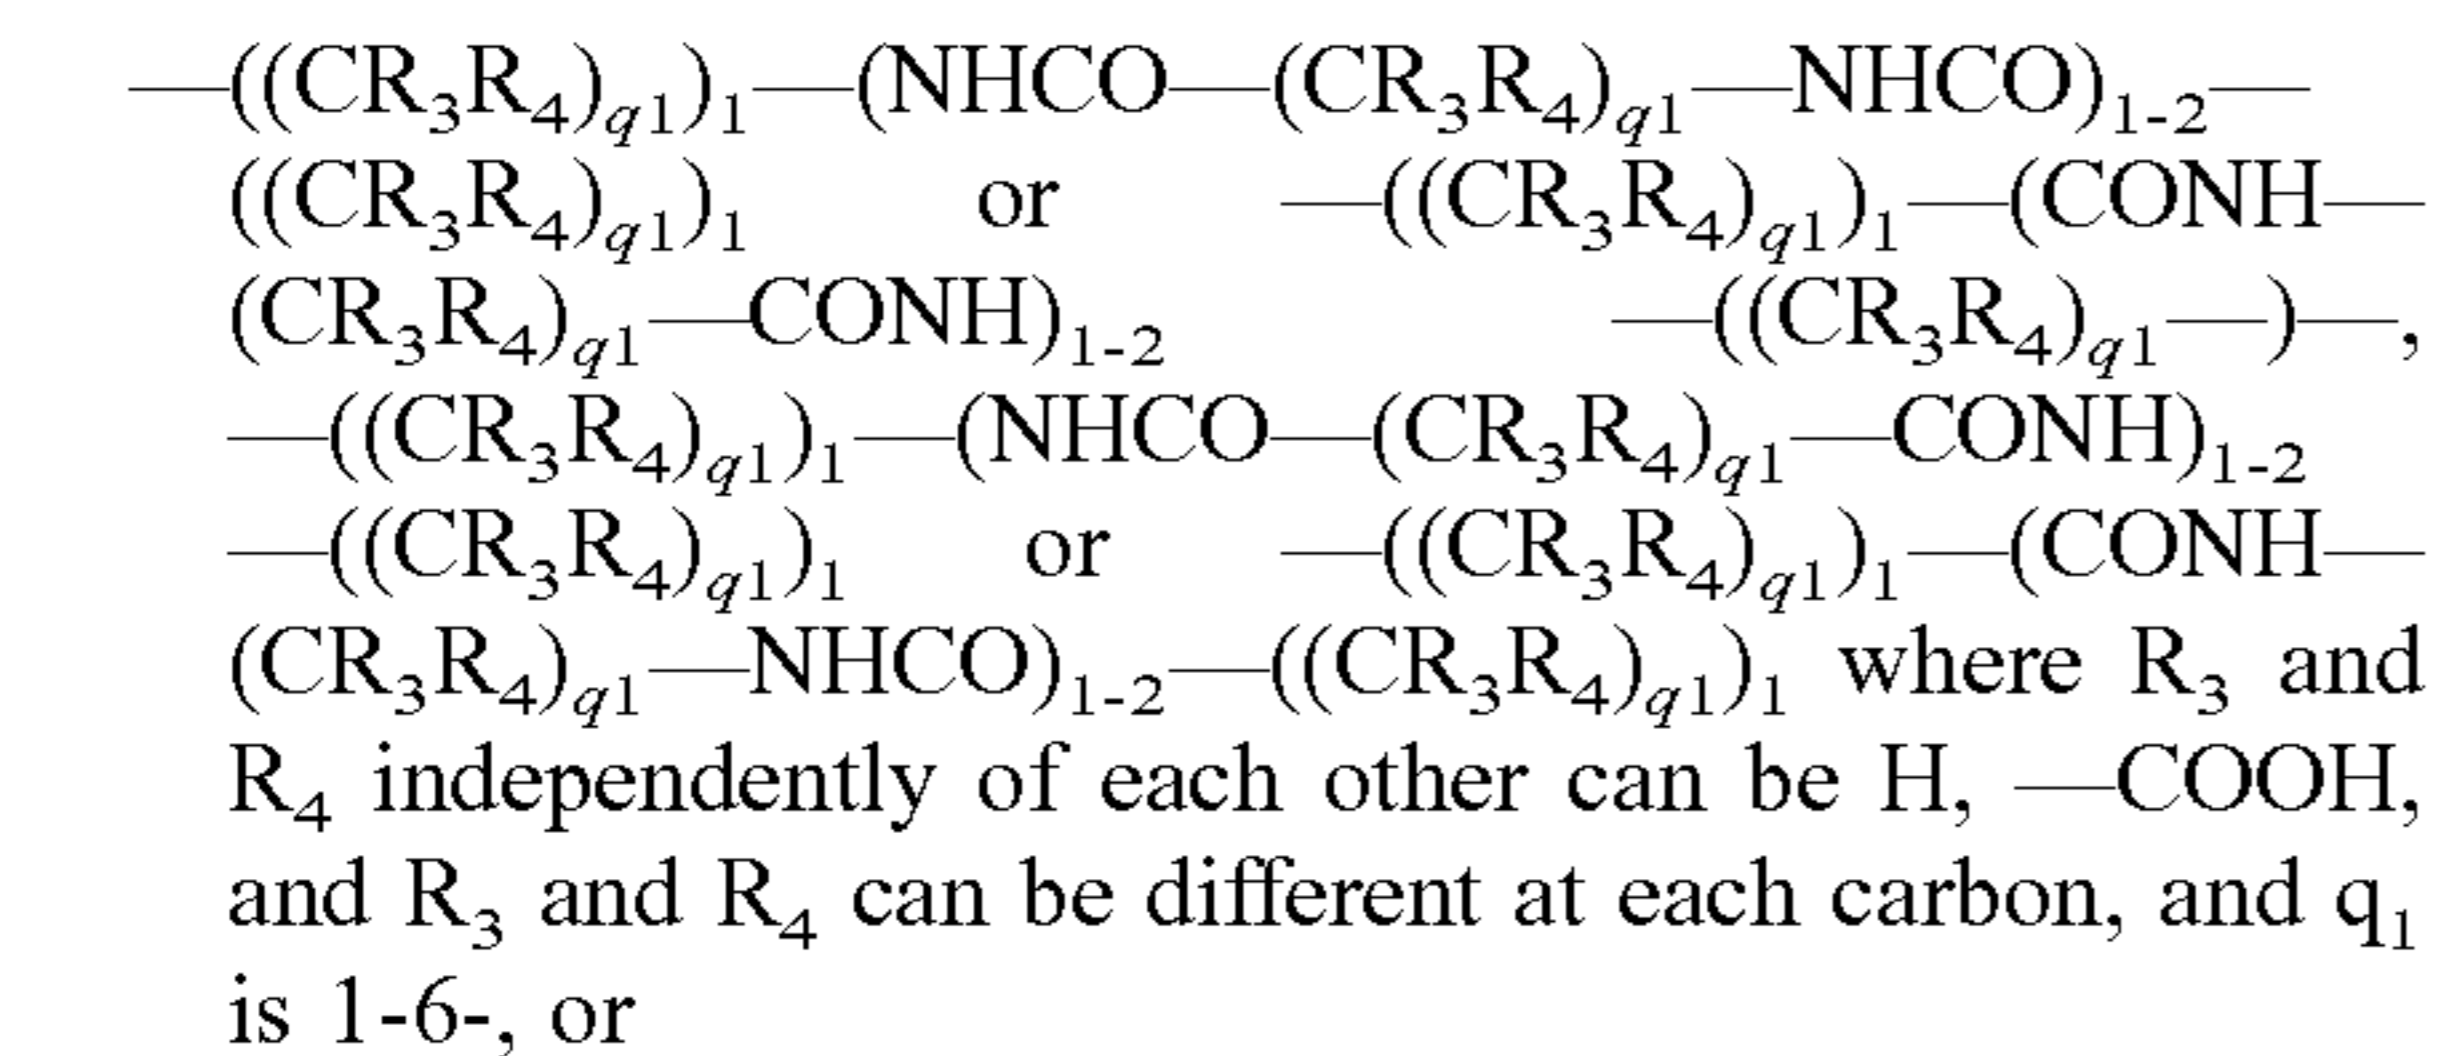 —((CR₃R₄)q1)₁—(NHCO—(CR₃R₄)q1—NHCO)₁₋₂—
((CR₃R₄)q1)₁ or —((CR₃R₄)q1)₁—(CONH—
(CR₃R₄)q1—CONH)₁₋₂ —((CR₃R₄)q1—)—,
—((CR₃R₄)q1)₁—(NHCO—(CR₃R₄)q1—CONH)₁₋₂
—((CR₃R₄)q1)₁ or —((CR₃R₄)q1)₁—(CONH—
(CR₃R₄)q1—NHCO)₁₋₂—((CR₃R₄)q1)₁ where R₃ and
R₄ independently of each other can be H, —COOH,
and R₃ and R₄ can be different at each carbon, and q₁
is 1-6-, or